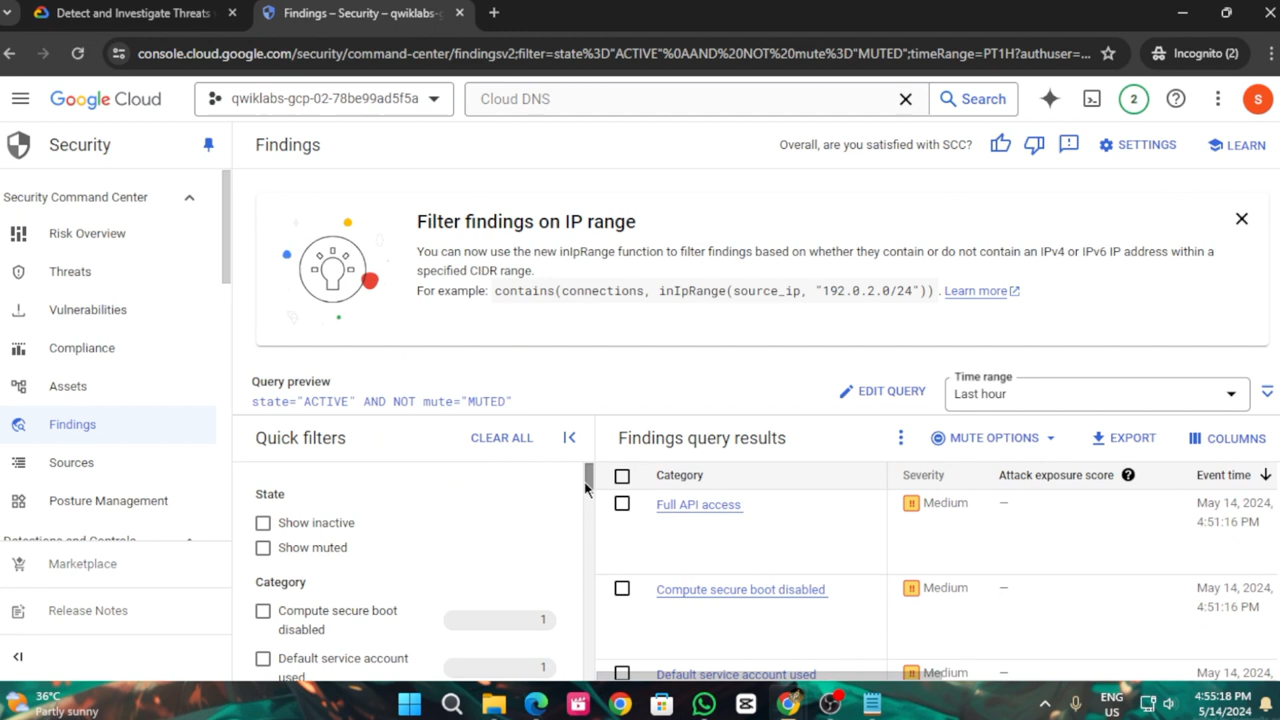 Detect and Investigate Threats
Findings – Security – qwiklabs-
console.cloud.google.com/security/command-center/findingsv2;filter=state%3D"ACTIVE"%0AAND%20NOT%20mute%3D"MUTED";timeRange=PT1H?authuser=...
Incognito (2)
Google Cloud
qwiklabs-gcp-02-78be99ad5f5a
Cloud DNS
Search
2
S
Security
Findings
Overall, are you satisfied with SCC?
SETTINGS
LEARN
Security Command Center
Risk Overview
Threats
Vulnerabilities
Compliance
Assets
Findings
Sources
Posture Management
Detections and Controls
Marketplace
Release Notes
Filter findings on IP range
You can now use the new inIpRange function to filter findings based on whether they contain or do not contain an IPv4 or IPv6 IP address within a
specified CIDR range.
For example: contains(connections, inIpRange(source_ip, "192.0.2.0/24")) . Learn more
Query preview
state="ACTIVE" AND NOT mute="MUTED"
EDIT QUERY
Time range
Last hour
Quick filters
CLEAR ALL
State
Show inactive
Show muted
Category
Compute secure boot
disabled
1
Default service account
used
1
Findings query results
MUTE OPTIONS
EXPORT
COLUMNS
Category
Severity
Attack exposure score
Event time
Full API access
Medium
–
May 14, 2024,
4:51:16 PM
Compute secure boot disabled
Medium
–
May 14, 2024,
4:51:16 PM
Default service account used
Medium
–
May 14, 2024,
36°C
Partly sunny
ENG
US
4:55:18 PM
5/14/2024